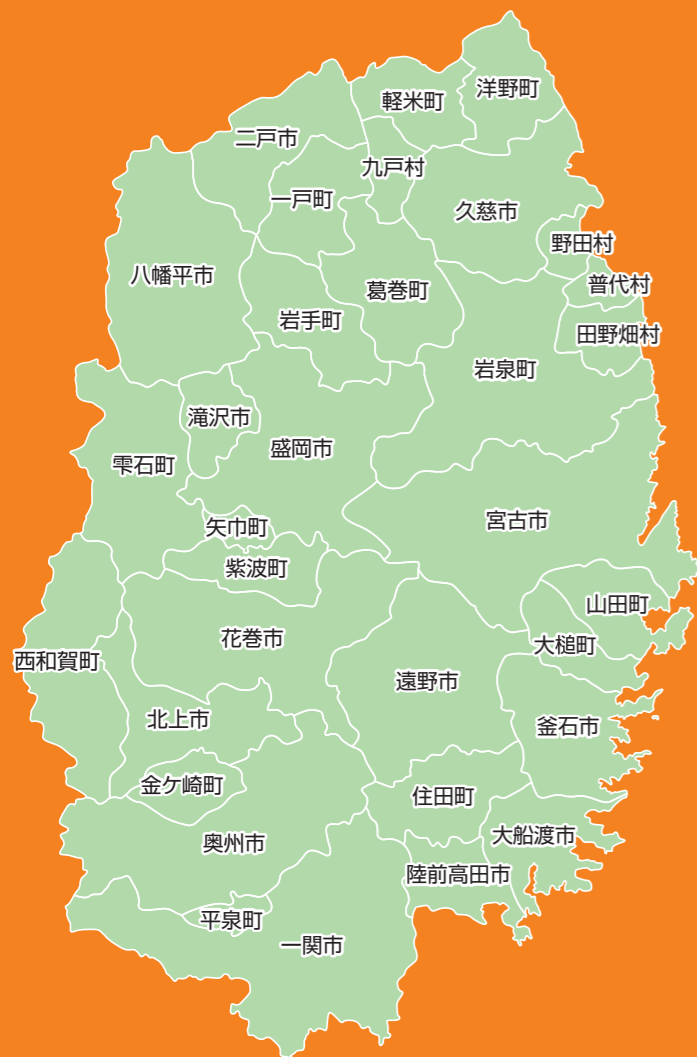 洋野町
軽米町
二戸市
九戸村
一戸町
久慈市
野田村
八幡平市
普代村
葛巻町
岩手町
田野畑村
岩泉町
滝沢市
盛岡市
雫石町
宮古市
矢巾町
紫波町
山田町
花巻市
大槌町
西和賀町
遠野市
北上市
釜石市
金ケ崎町
住田町
大船渡市
奥州市
陸前高田市
平泉町
一関市